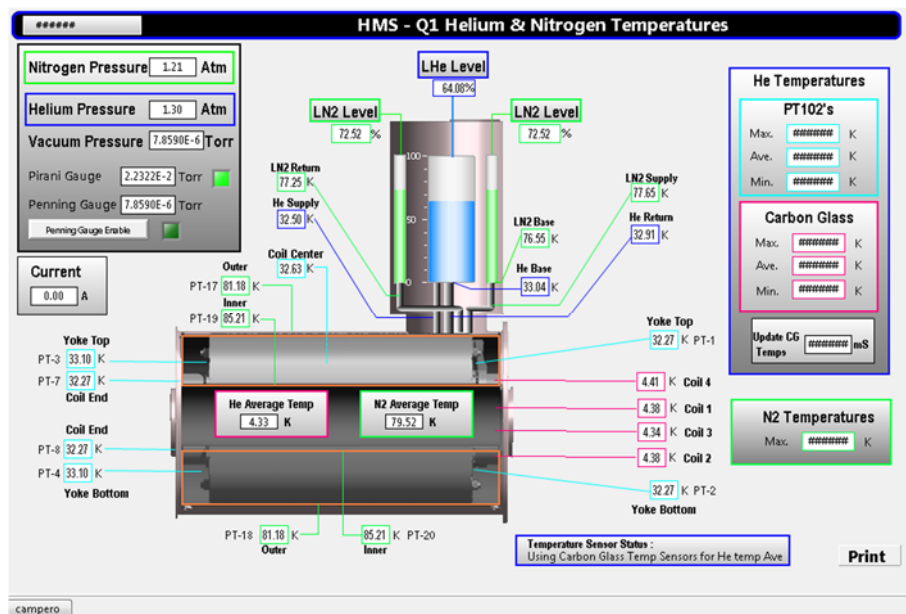 ######
HMS - Q1 Helium & Nitrogen Temperatures
Nitrogen Pressure 1.21 Atm
Helium Pressure 1.30 Atm
Vacuum Pressure 7.8590E-6 Torr
Pirani Gauge 2.2322E-2 Torr
Penning Gauge 7.8590E-6 Torr
Penning Gauge Enable
Current
0.00 A
LHe Level
64.08%
LN2 Level
72.52 %
LN2 Level
72.52 %
100
50
0
LN2 Return
77.25 K
He Supply
32.50 K
Coil Center
32.63 K
LN2 Supply
77.65 K
LN2 Base
76.55 K
He Return
32.91 K
He Base
33.04 K
Outer
PT-17 81.18 K
Inner
PT-19 85.21 K
Yoke Top
PT-3 33.10 K
PT-7 32.27 K
Coil End
Coil End
PT-8 32.27 K
PT-4 33.10 K
Yoke Bottom
He Average Temp
4.33 K
N2 Average Temp
79.52 K
Yoke Top
32.27 K PT-1
4.41 K Coil 4
4.38 K Coil 1
4.34 K Coil 3
4.38 K Coil 2
32.27 K PT-2
Yoke Bottom
PT-18 81.18 K
Outer
85.21 K PT-20
Inner
He Temperatures
PT102's
Max. ###### K
Ave. ###### K
Min. ###### K
Carbon Glass
Max. ###### K
Ave. ###### K
Min. ###### K
Update CG
Temps ###### mS
N2 Temperatures
Max. ###### K
Temperature Sensor Status :
Using Carbon Glass Temp Sensors for He temp Ave
Print
campero